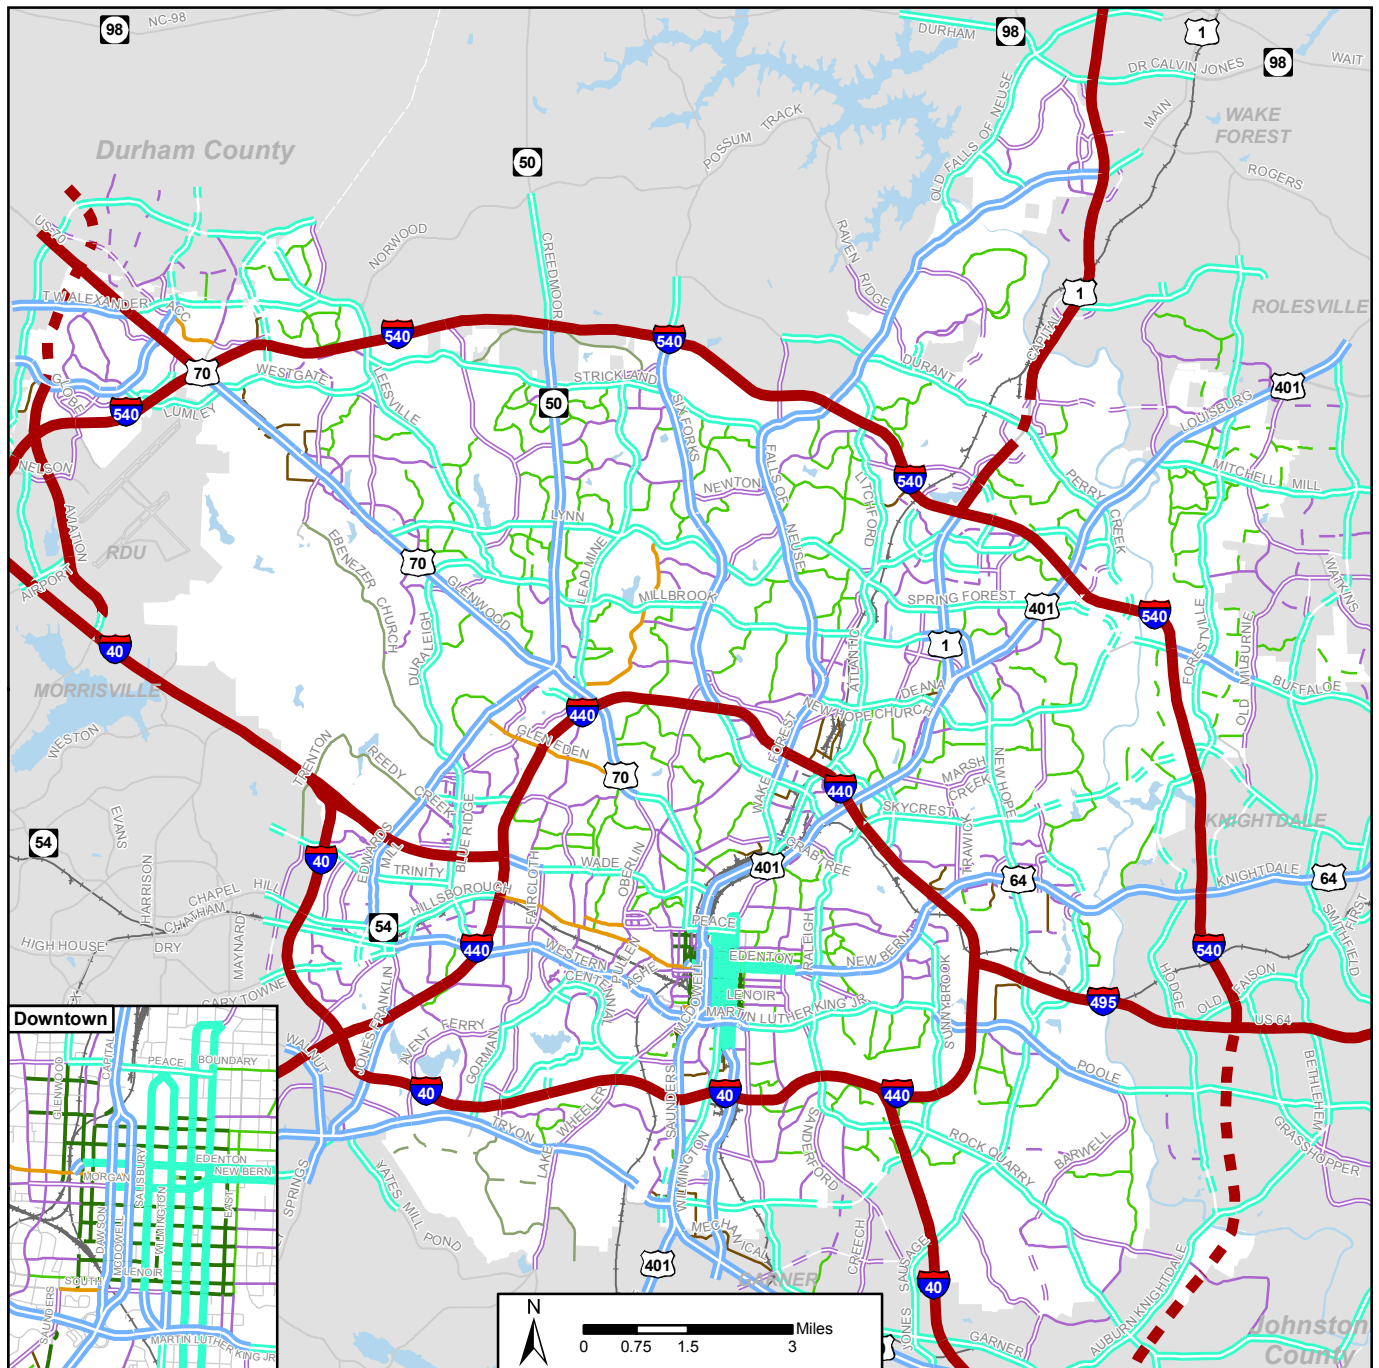 98
NC-98
DURHAM
98
1
DR CALVIN JONES
98
WAIT
Durham County
50
POSSUM TRACK
OLD FALLS OF NEUSE
MAIN
WAKE
FOREST
ROGERS
US 70
NORWOOD
CREEDMOOR
RAVEN RIDGE
T W ALEXANDER
ACC
540
540
1
CAPITAL
ROLESVILLE
70
WESTGATE
LEESVILLE
STRICKLAND
DURANT
401
GLOBE
540
LUMLEY
50
SIX FORKS
LOUISBURG
NELSON
NEWTON
FALLS OF NEUSE
LITCHFORD
540
PERRY
CREEK
MITCHELL MILL
AVIATION
RDU
LYNN
EBENEZER CHURCH
70
GLENWOOD
LEAD MINE
MILLBROOK
SPRING FOREST
401
540
WATKINS
AIRPORT
40
DURALEIGH
ATLANTIC
1
FORESTVILLE
OLD MILBURNIE
BUFFALOE
MORRISVILLE
WESTON
440
DEANA
NEW HOPE CHURCH
TRENTON
REEDY
CREEK
GLEN EDEN
70
WAKE FOREST
440
MARSH
CREEK
NEW HOPE
SKYCREST
KNIGHTDALE
EVANS
54
40
EDWARDS
MILL
BLUE RIDGE
TRINITY
WADE
FAIRCLOTH
OBERLIN
401
CRABTREE
TRAWICK
64
KNIGHTDALE
64
HARRISON
CHAPEL HILL
CHATHAM
HILLSBOROUGH
54
PEACE
RALEIGH
SMITHFIELD
FIRST
HIGH HOUSE
DRY
MAYNARD
440
WESTERN
CENTENNIAL
PULLEN
ASHE
EDENTON
NEW BERN
540
HODGE
OLD FAISON
CARY TOWNE
LENOIR
MCDOWELL
MARTIN LUTHER KING JR.
SUNNYBROOK
495
US 64
WALNUT
JONES FRANKLIN
AVENT FERRY
GORMAN
40
SAUNDERS
40
440
POOLE
BETHLEHEM
GRASSHOPPER
TRYON
LAKE WHEELER
WILMINGTON
SANDERFORD
ROCK QUARRY
BARWELL
SPRINGS
YATES MILL POND
MECHANICAL
401
GARNER
CREECH
JONES SAUSAGE
40
GARNER
AUBURN KNIGHTDALE
Johnston
County
Downtown
GLENWOOD
CAPITAL
PEACE
BOUNDARY
EDENTON
NEW BERN
MORGAN
SALISBURY
WILMINGTON
DAWSON
MCDOWELL
EAST
SOUTH
LENOIR
SAUNDERS
MARTIN LUTHER KING JR
N
Miles
0
0.75
1.5
3